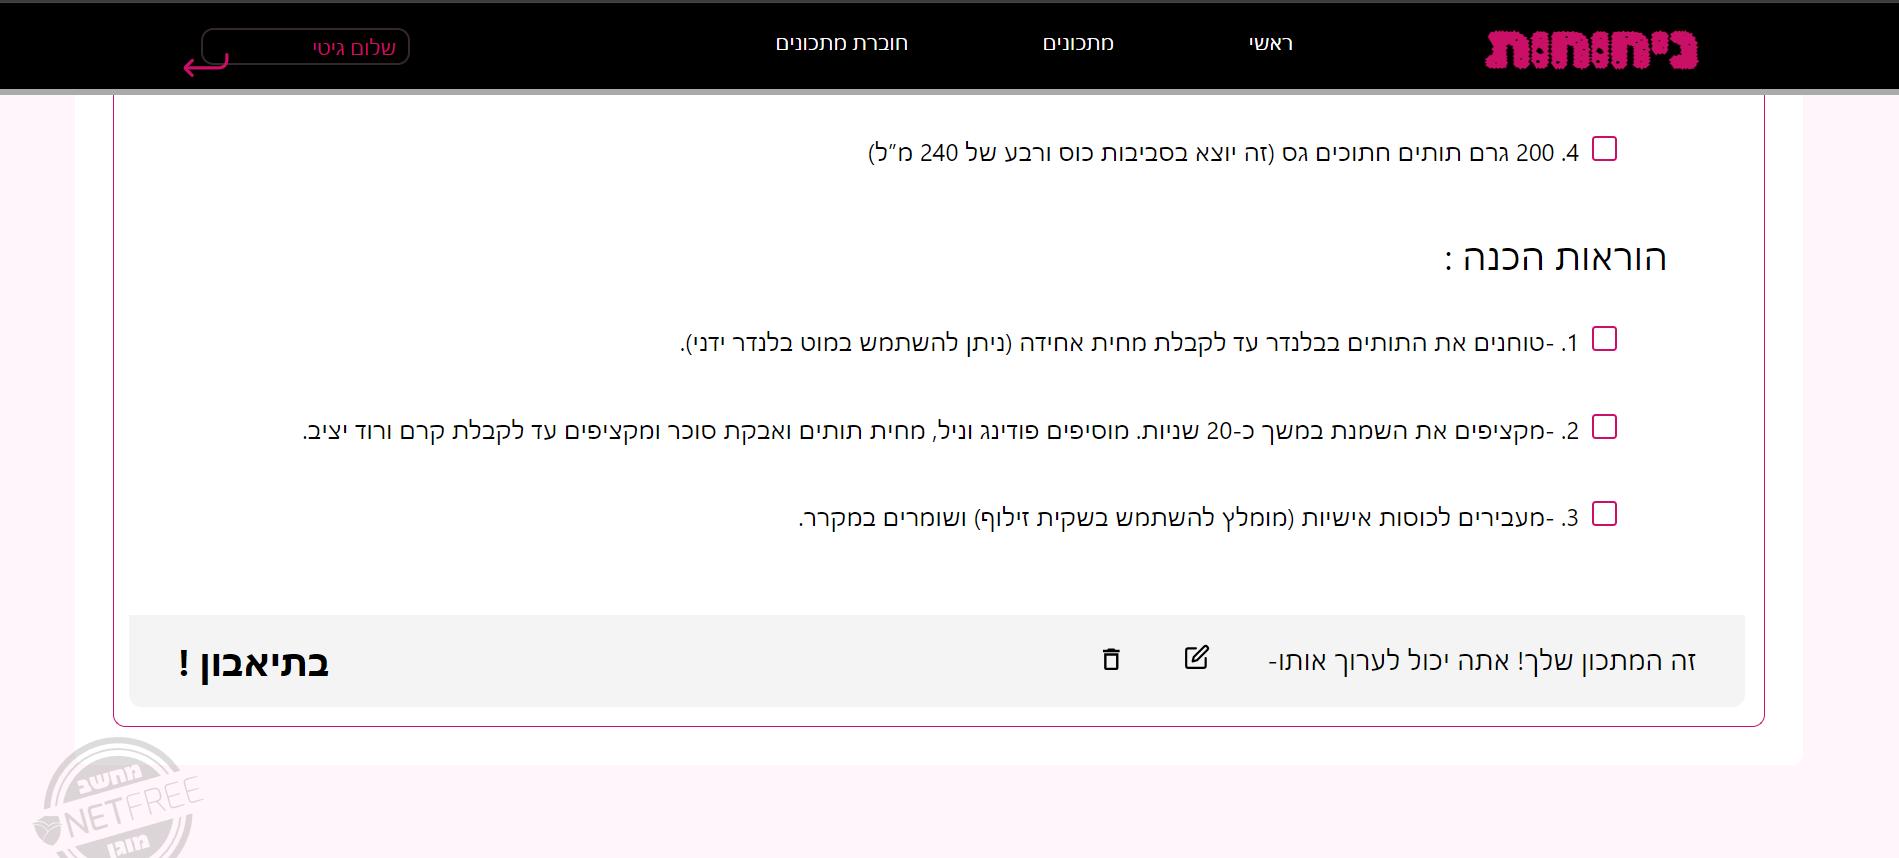 ניחוחות
ראשי
מתכונים
חוברת מתכונים
שלום גיטי
4. 200 גרם תותים חתוכים גס (זה יוצא בסביבות כוס ורבע של 240 מ"ל)
הוראות הכנה :
1. -טוחנים את התותים בבלנדר עד לקבלת מחית אחידה (ניתן להשתמש במוט בלנדר ידני).
2. -מקציפים את השמנת במשך כ-20 שניות. מוסיפים פודינג וניל, מחית תותים ואבקת סוכר ומקציפים עד לקבלת קרם ורוד יציב.
3. -מעבירים לכוסות אישיות (מומלץ להשתמש בשקית זילוף) ושומרים במקרר.
זה המתכון שלך! אתה יכול לערוך אותו-
בתיאבון !
מחשב
NETFREE
מוגן